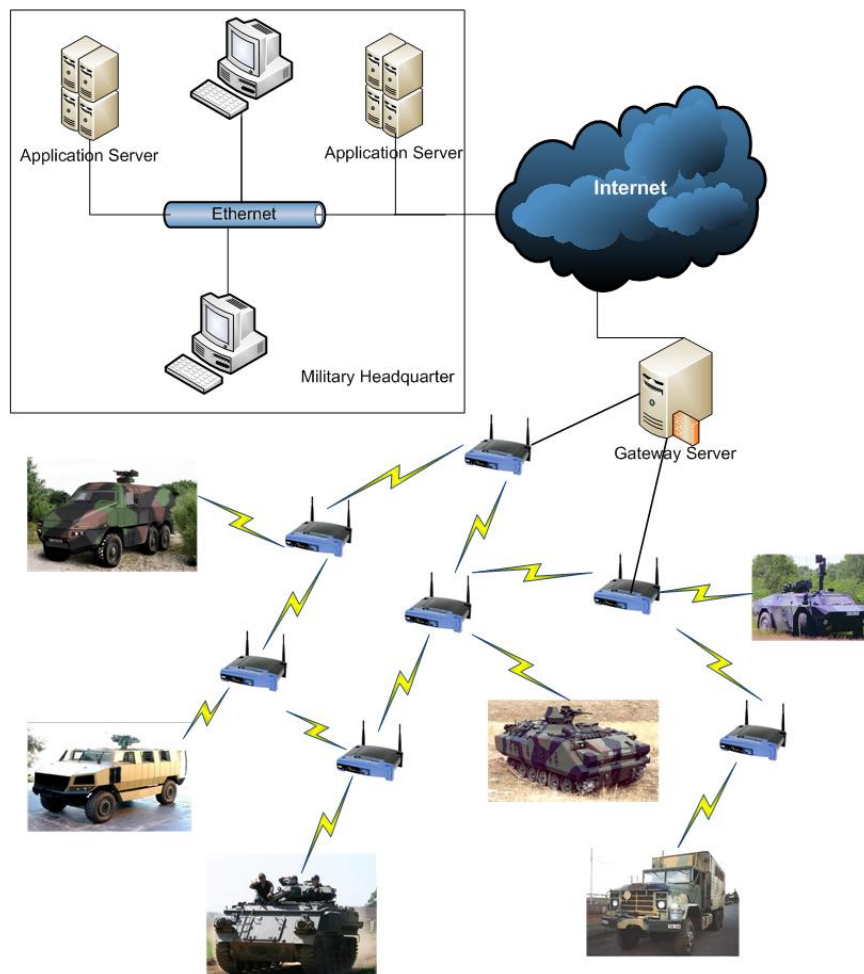 Application Server
Application Server
Internet
Ethernet
Military Headquarter
Gateway Server